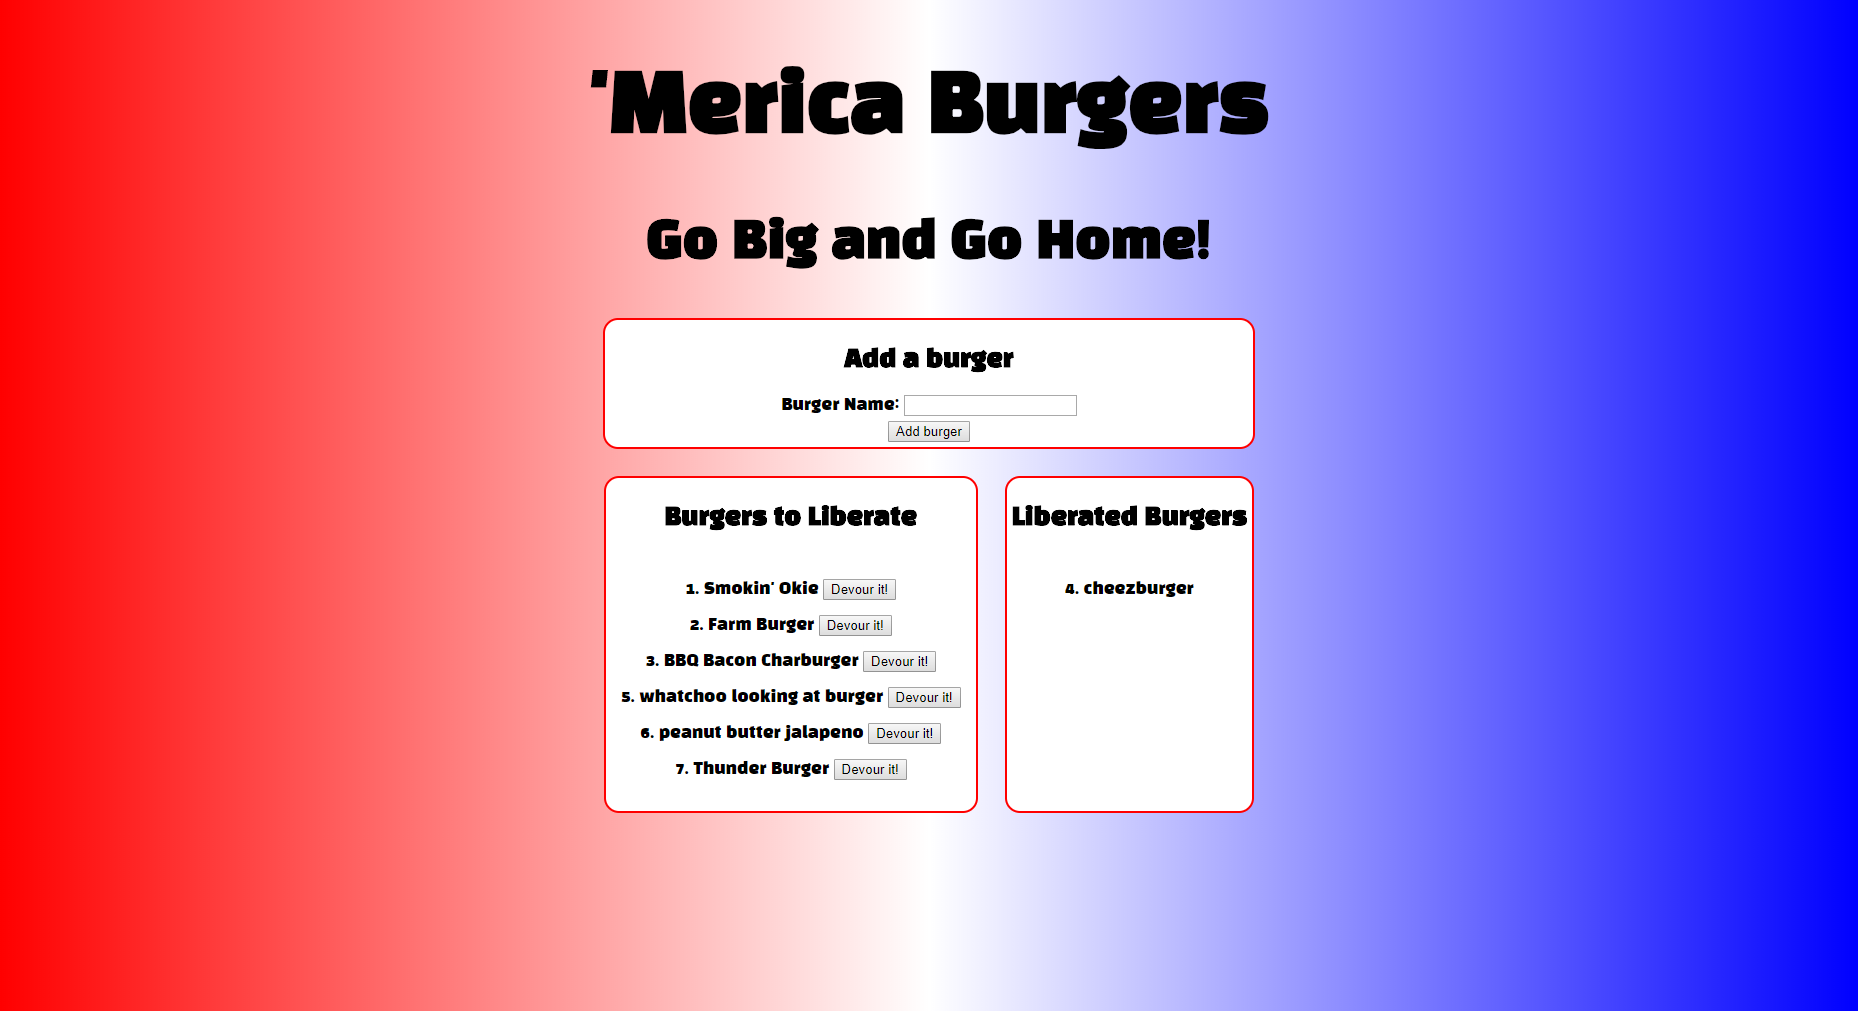 'Merica Burgers
Go Big and Go Home!
Add a burger
Burger Name:
Add burger
Burgers to Liberate
1. Smokin' Okie Devour it!
2. Farm Burger Devour it!
3. BBQ Bacon Charburger Devour it!
5. whatchoo looking at burger Devour it!
6. peanut butter jalapeno Devour it!
7. Thunder Burger Devour it!
Liberated Burgers
4. cheezburger